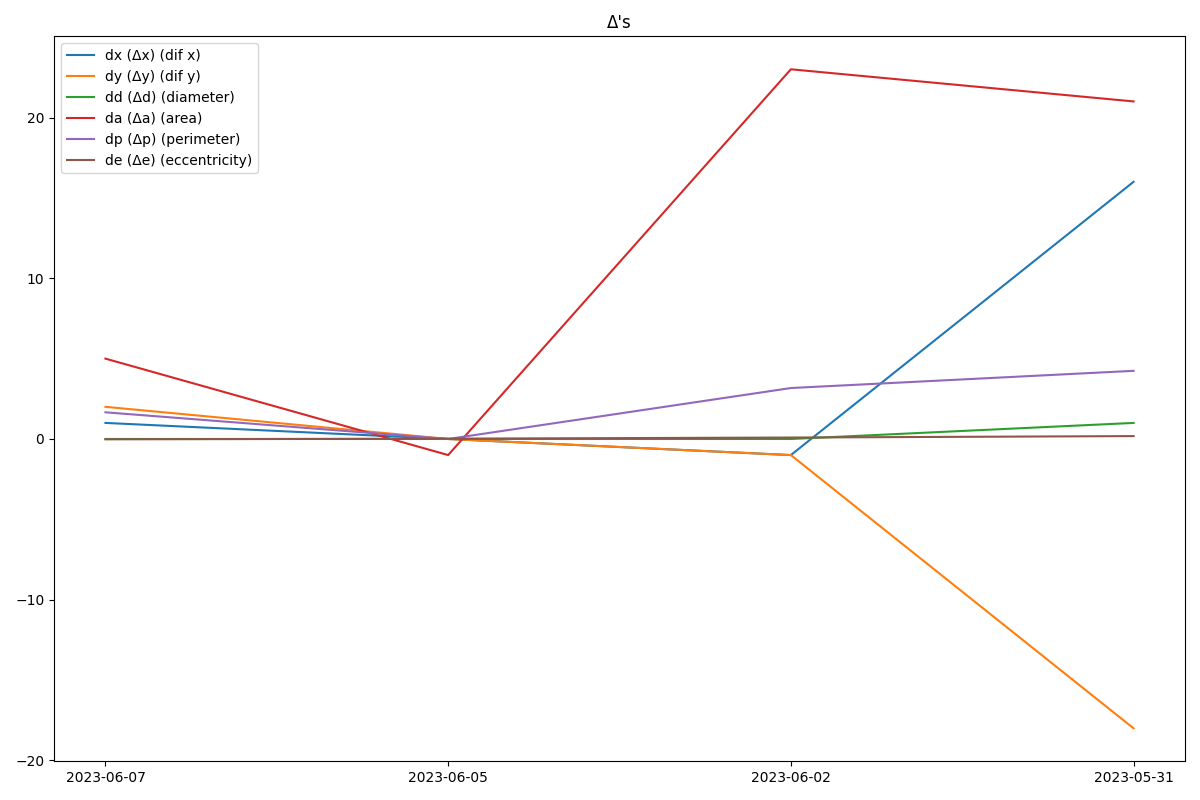 Δ's
dx (Δx) (dif x)
dy (Δy) (dif y)
dd (Δd) (diameter)
da (Δa) (area)
dp (Δp) (perimeter)
de (Δe) (eccentricity)
20
10
0
−10
−20
2023-06-07 2023-06-05 2023-06-02 2023-05-31